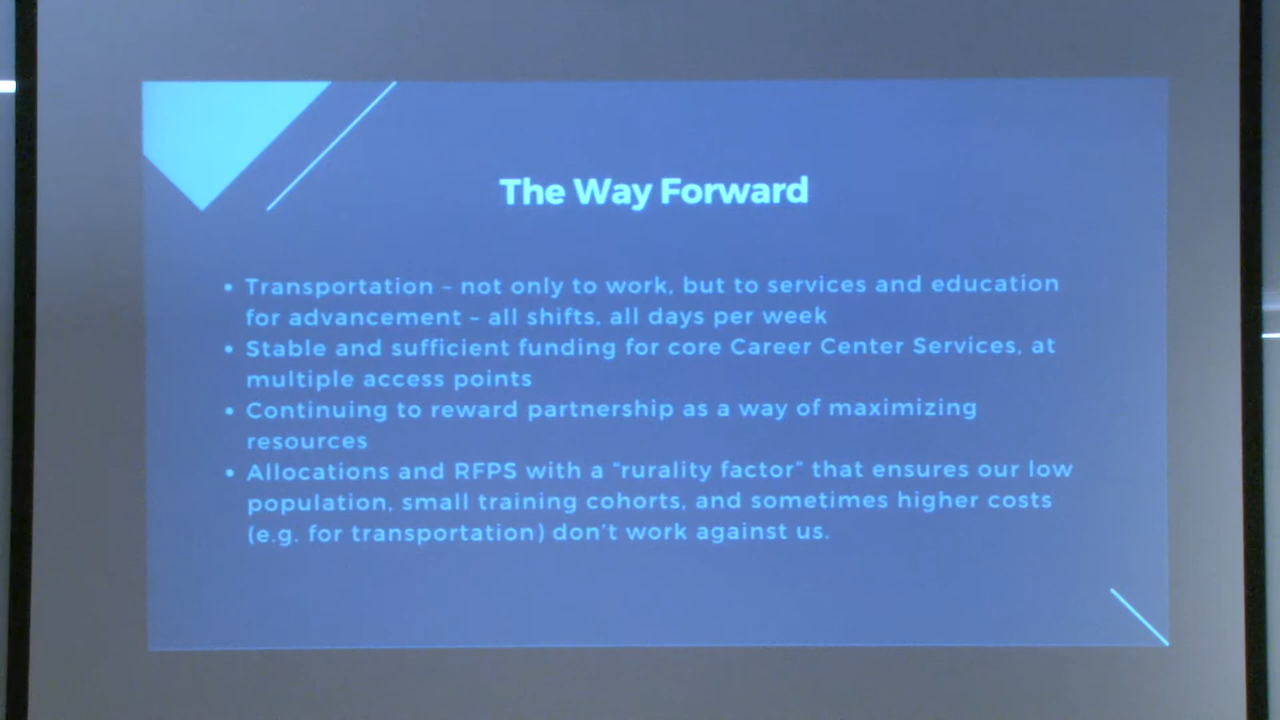 The Way Forward
• Transportation – not only to work, but to services and education
for advancement – all shifts, all days per week
• Stable and sufficient funding for core Career Center Services, at
multiple access points
• Continuing to reward partnership as a way of maximizing
resources
• Allocations and RFPS with a "rurality factor" that ensures our low
population, small training cohorts, and sometimes higher costs
(e.g. for transportation) don't work against us.